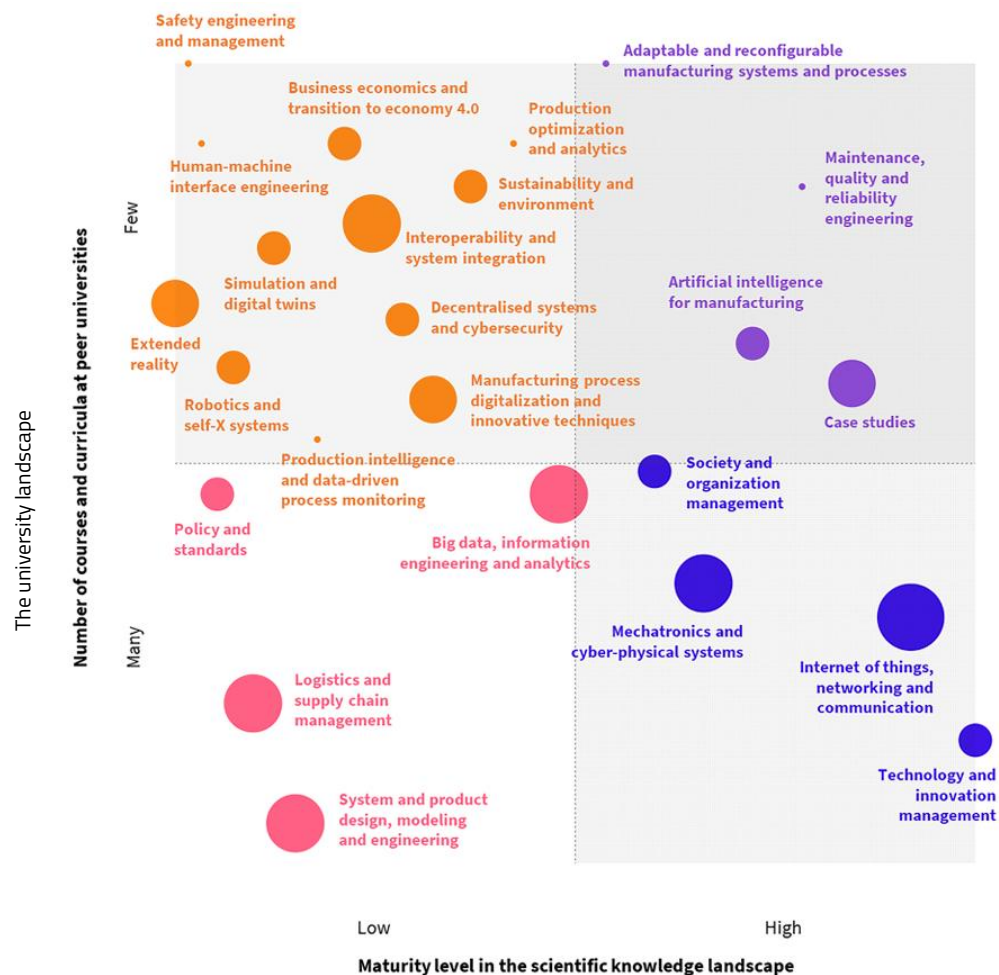 Safety engineering
and management
Adaptable and reconfigurable
manufacturing systems and processes
Business economics and
transition to economy 4.0
Production
optimization
and analytics
Human-machine
interface engineering
Maintenance,
quality and
reliability
engineering
Sustainability and
environment
Few
Interoperability and
system integration
Simulation and
digital twins
Artificial intelligence
for manufacturing
Decentralised systems
and cybersecurity
Extended
reality
Manufacturing process
digitalization and
innovative techniques
Robotics and
self-X systems
Case studies
Production intelligence
and data-driven
process monitoring
Society and
organization
management
Policy and
standards
Big data, information
engineering and analytics
The university landscape
Number of courses and curricula at peer universities
Many
Mechatronics and
cyber-physical systems
Internet of things,
networking and
communication
Logistics and
supply chain
management
Technology and
innovation
management
System and product
design, modeling
and engineering
Low
High
Maturity level in the scientific knowledge landscape